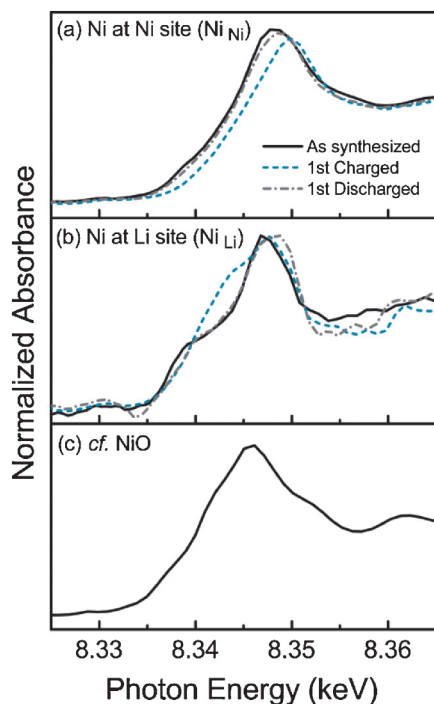 (a) Ni at Ni site (Ni Ni)
As synthesized
1st Charged
1st Discharged
(b) Ni at Li site (Ni Li)
(c) cf. NiO
Normalized Absorbance
8.33 8.34 8.35 8.36
Photon Energy (keV)